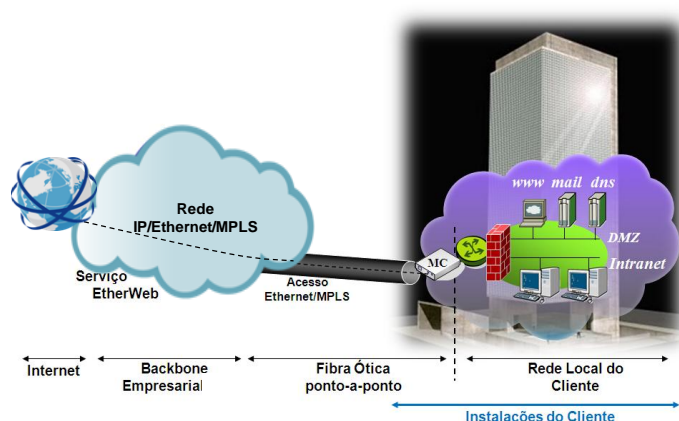 www mail dns
Rede
IP/Ethernet/MPLS
DMZ
Intranet
MC
Serviço
EtherWeb
Acesso
Ethernet/MPLS
Internet
Backbone
Empresarial
Fibra Ótica
ponto-a-ponto
Rede Local do
Cliente
Instalações do Cliente